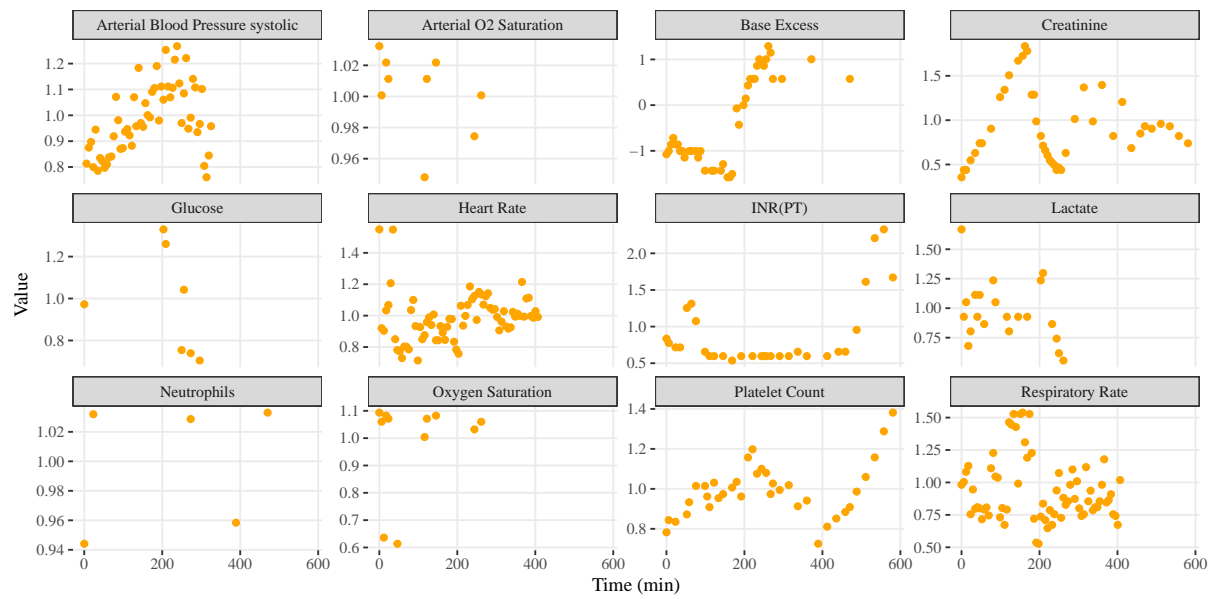 Arterial Blood Pressure systolic
Arterial O2 Saturation
Base Excess
Creatinine
1.2
1.1
1.0
0.9
0.8
1.02
1.00
0.98
0.96
1
0
−1
1.5
1.0
0.5
Glucose
Heart Rate
INR(PT)
Lactate
1.2
1.0
0.8
1.4
1.2
1.0
0.8
2.0
1.5
1.0
0.5
1.50
1.25
1.00
0.75
Neutrophils
Oxygen Saturation
Platelet Count
Respiratory Rate
1.02
1.00
0.98
0.96
0.94
1.1
1.0
0.9
0.8
0.7
0.6
1.4
1.2
1.0
0.8
1.50
1.25
1.00
0.75
0.50
0 200 400 600
0 200 400 600
0 200 400 600
0 200 400 600
Value
Time (min)